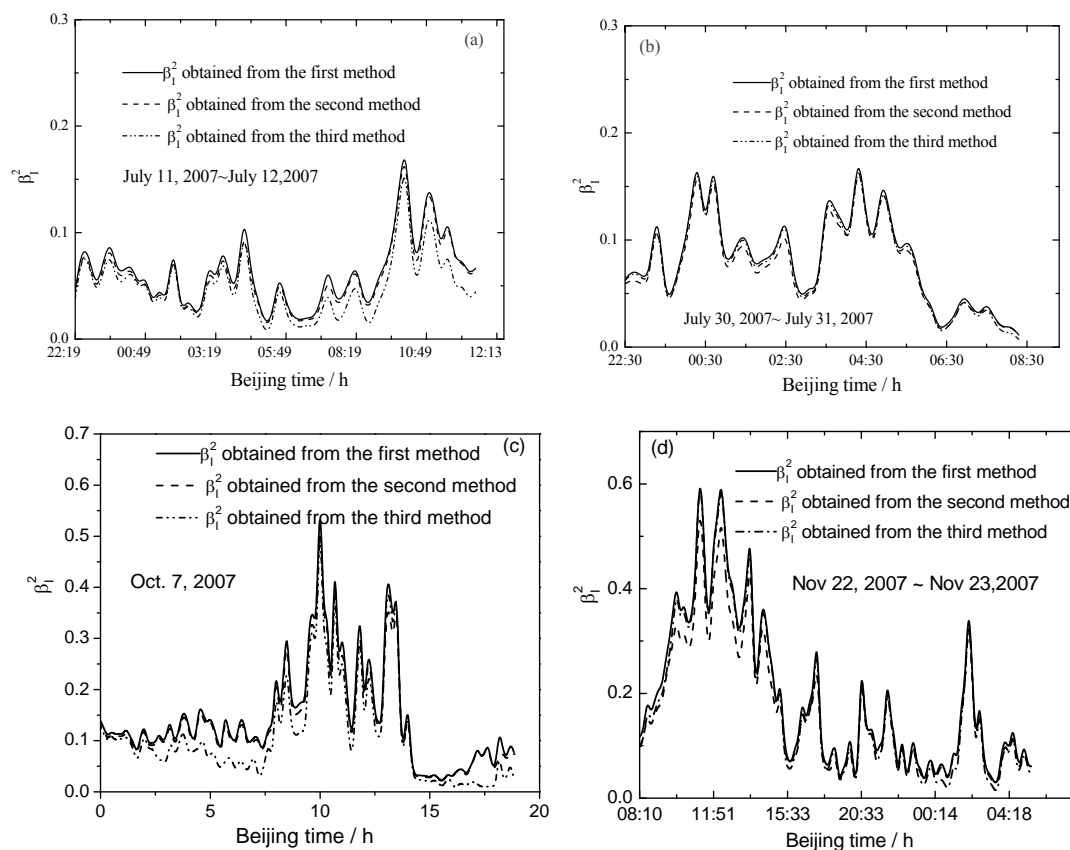 (a)
0.3
0.2
0.1
0.0
β_I^2
β_I^2 obtained from the first method
β_I^2 obtained from the second method
β_I^2 obtained from the third method
July 11, 2007~July 12,2007
22:19 00:49 03:19 05:49 08:19 10:49 12:13
Beijing time / h
(b)
0.3
0.2
0.1
0.0
β_I^2
β_I^2 obtained from the first method
β_I^2 obtained from the second method
β_I^2 obtained from the third method
July 30, 2007~ July 31, 2007
22:30 00:30 02:30 04:30 06:30 08:30
Beijing time / h
(c)
0.7
0.6
0.5
0.4
0.3
0.2
0.1
0.0
β_I^2
β_I^2 obtained from the first method
β_I^2 obtained from the second method
β_I^2 obtained from the third method
Oct. 7, 2007
0 5 10 15 20
Beijing time / h
(d)
0.6
0.4
0.2
0.0
β_I^2
β_I^2 obtained from the first method
β_I^2 obtained from the second method
β_I^2 obtained from the third method
Nov 22, 2007 ~ Nov 23,2007
08:10 11:51 15:33 20:33 00:14 04:18
Beijing time / h